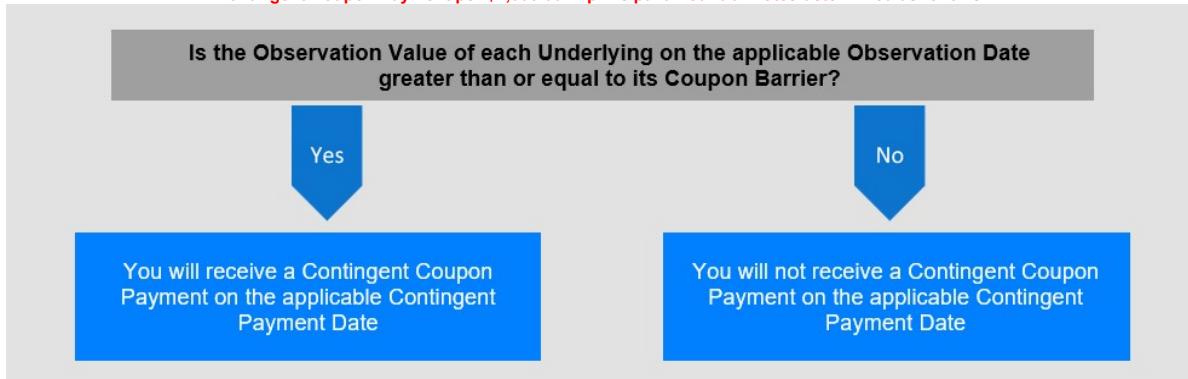 Is the Observation Value of each Underlying on the applicable Observation Date
greater than or equal to its Coupon Barrier?
Yes
No
You will receive a Contingent Coupon
Payment on the applicable Contingent
Payment Date
You will not receive a Contingent Coupon
Payment on the applicable Contingent
Payment Date